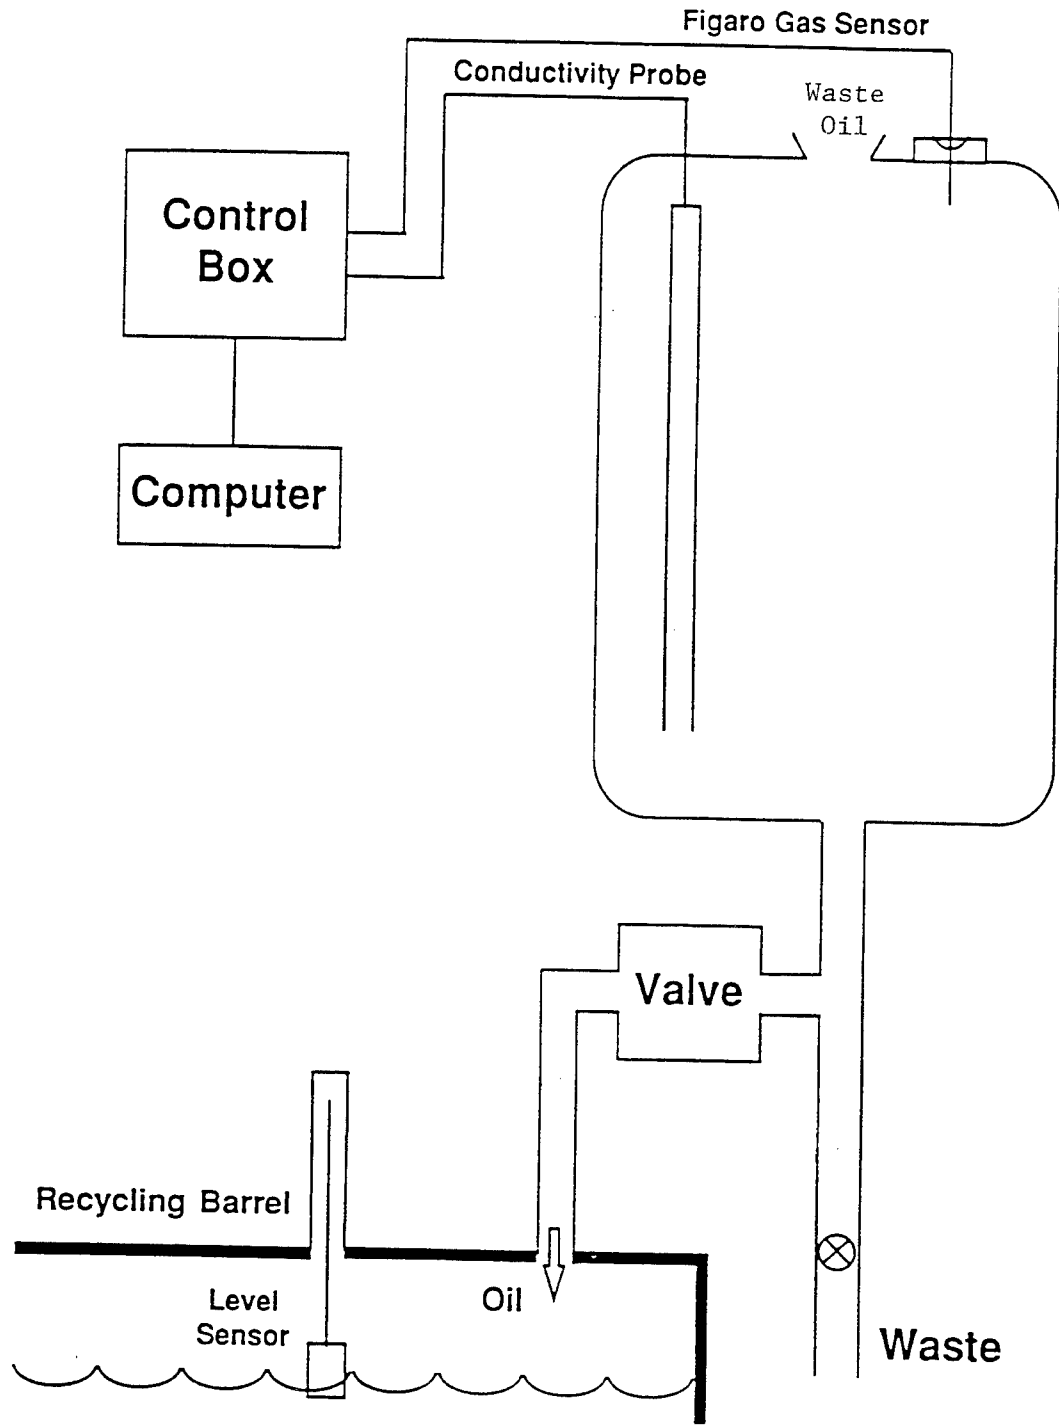 Figaro Gas Sensor
Conductivity Probe
Waste
Oil
Control
Box
Computer
Valve
Recycling Barrel
Level
Sensor
Oil
Waste